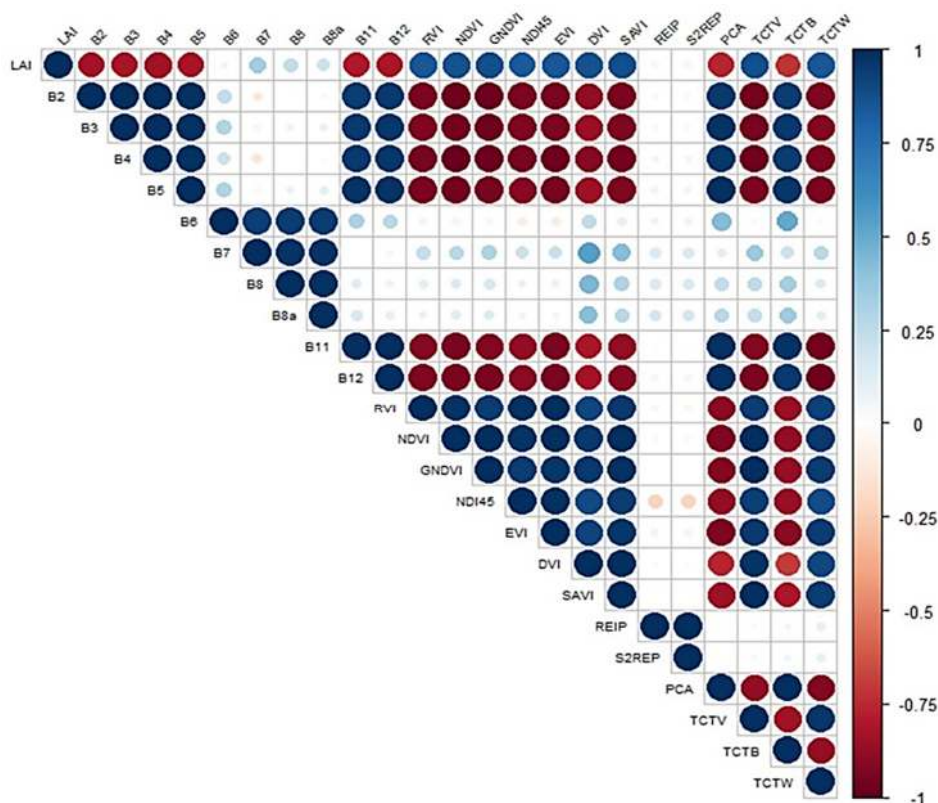 LAI B2 B3 B4 B5 B6 B7 B8 B8a B11 B12 RVI NDVI GNDVI NDI45 EVI DVI SAVI REIP S2REP PCA TCTV TCTB TCTW
LAI
B2
B3
B4
B5
B6
B7
B8
B8a
B11
B12
RVI
NDVI
GNDVI
NDI45
EVI
DVI
SAVI
REIP
S2REP
PCA
TCTV
TCTB
TCTW
1
0.75
0.5
0.25
0
-0.25
-0.5
-0.75
-1